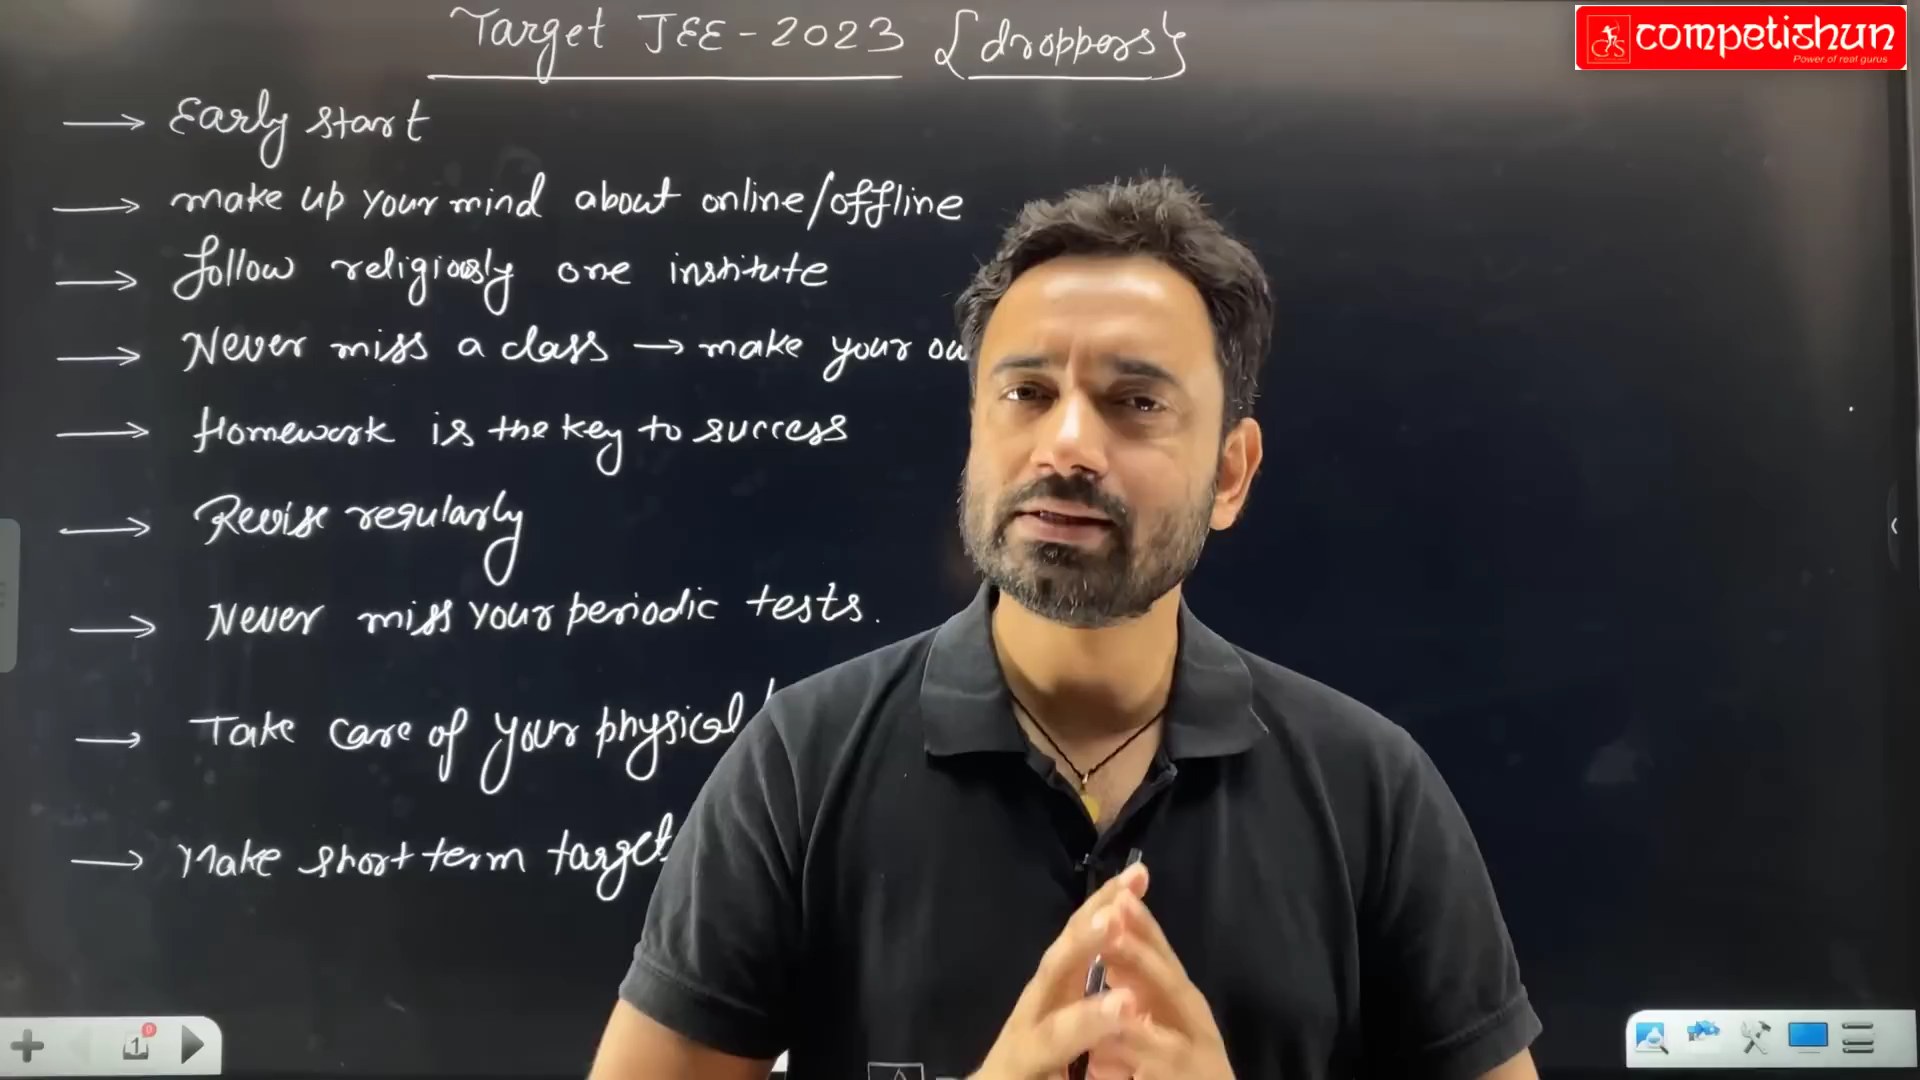 Target JEE-2023 {droppers}
competishun
Power of real gurus
→ Early start
→ make up your mind about online/offline
→ follow religiously one institute
→ Never miss a class → make your
→ Homework is the key to success
→ Revise regularly
→ Never miss your periodic tests.
→ Take care of your physical
→ Make short term target
1
0